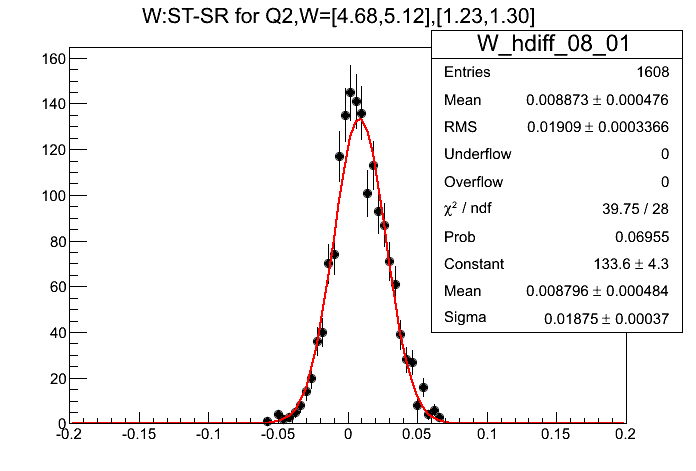 W:ST-SR for Q2,W=[4.68,5.12],[1.23,1.30]
W_hdiff_08_01
Entries 1608
Mean 0.008873 ± 0.000476
RMS 0.01909 ± 0.0003366
Underflow 0
Overflow 0
χ² / ndf 39.75 / 28
Prob 0.06955
Constant 133.6 ± 4.3
Mean 0.008796 ± 0.000484
Sigma 0.01875 ± 0.00037
160
140
120
100
80
60
40
20
0
-0.2 -0.15 -0.1 -0.05 0 0.05 0.1 0.15 0.2